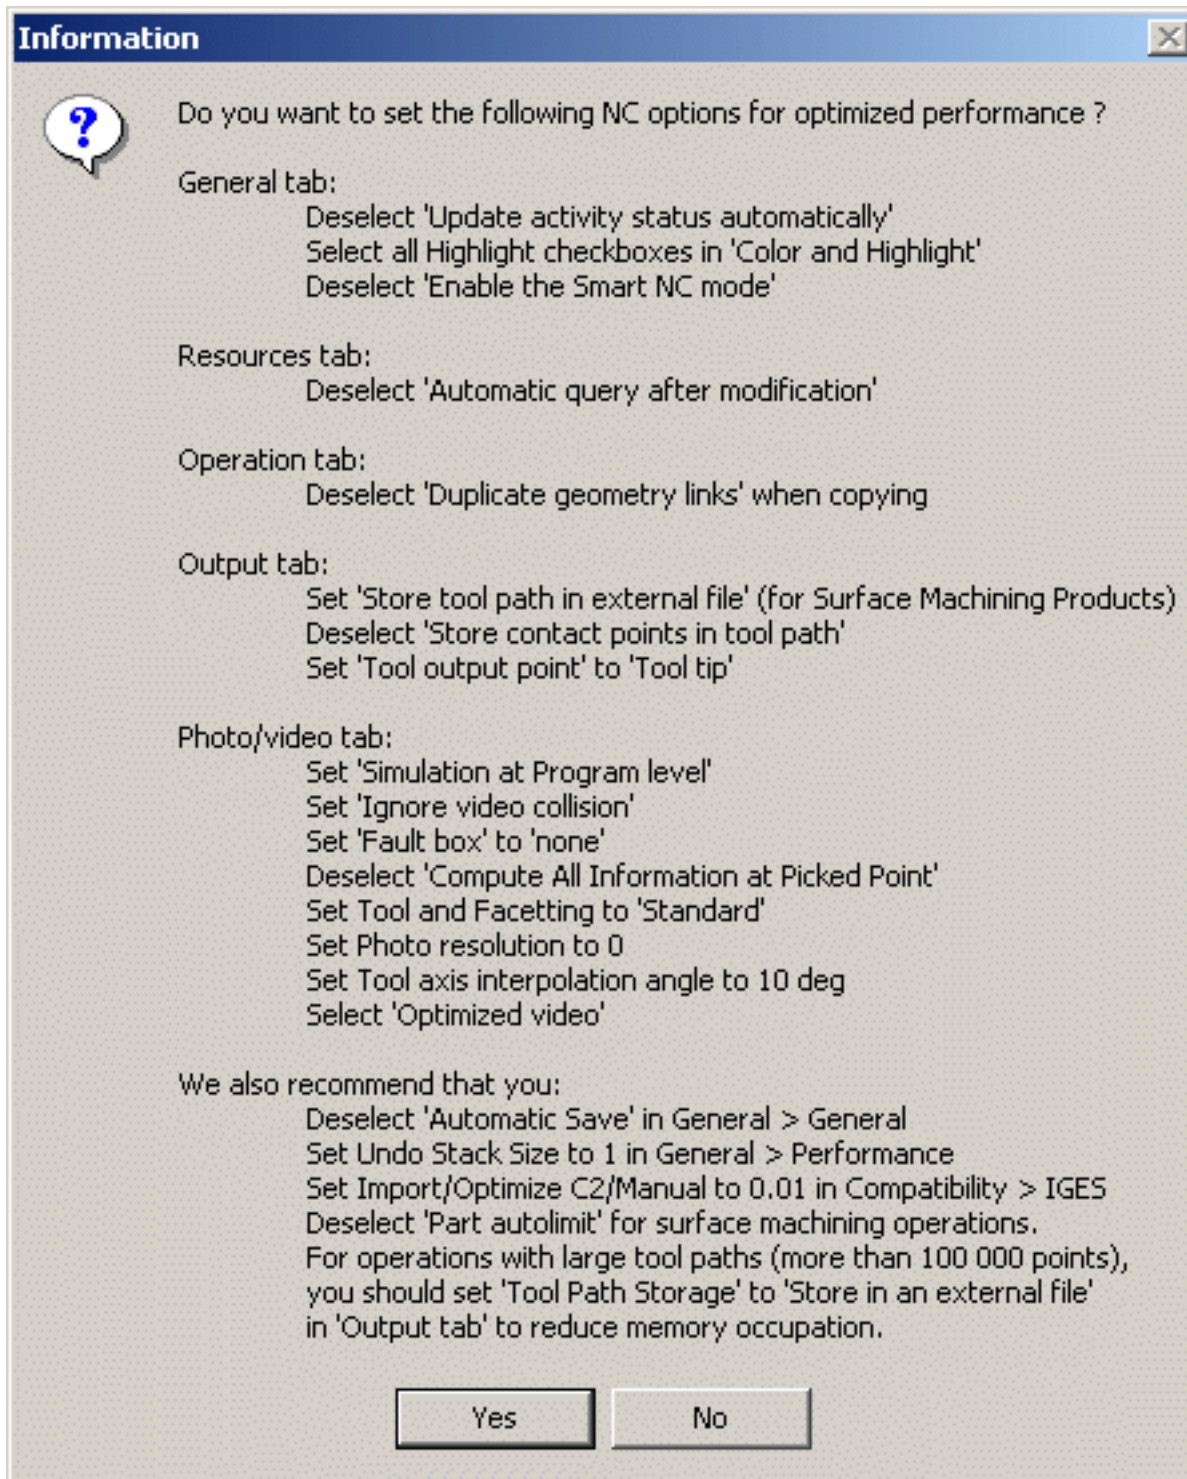 Information
Do you want to set the following NC options for optimized performance ?
General tab:
Deselect 'Update activity status automatically'
Select all Highlight checkboxes in 'Color and Highlight'
Deselect 'Enable the Smart NC mode'
Resources tab:
Deselect 'Automatic query after modification'
Operation tab:
Deselect 'Duplicate geometry links' when copying
Output tab:
Set 'Store tool path in external file' (for Surface Machining Products)
Deselect 'Store contact points in tool path'
Set 'Tool output point' to 'Tool tip'
Photo/video tab:
Set 'Simulation at Program level'
Set 'Ignore video collision'
Set 'Fault box' to 'none'
Deselect 'Compute All Information at Picked Point'
Set Tool and Facetting to 'Standard'
Set Photo resolution to 0
Set Tool axis interpolation angle to 10 deg
Select 'Optimized video'
We also recommend that you:
Deselect 'Automatic Save' in General > General
Set Undo Stack Size to 1 in General > Performance
Set Import/Optimize C2/Manual to 0.01 in Compatibility > IGES
Deselect 'Part autolimit' for surface machining operations.
For operations with large tool paths (more than 100 000 points),
you should set 'Tool Path Storage' to 'Store in an external file'
in 'Output tab' to reduce memory occupation.
Yes No